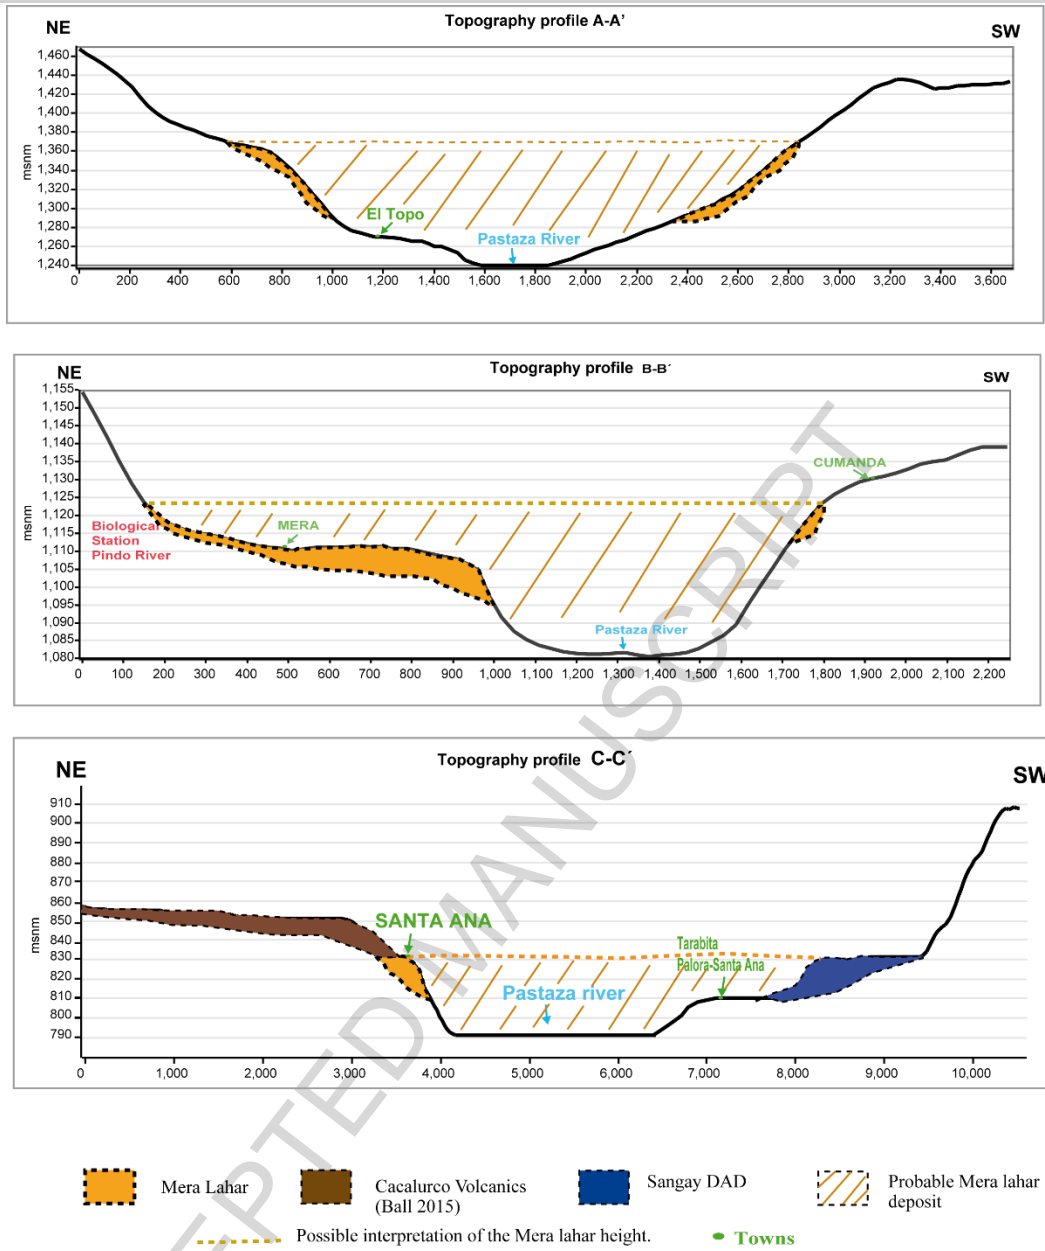 Topography profile A-A’
NE
SW
1,460
1,440
1,420
1,400
1,380
1,360
1,340
1,320
1,300
1,280
1,260
1,240
msnm
El Topo
Pastaza River
0 200 400 600 800 1,000 1,200 1,400 1,600 1,800 2,000 2,200 2,400 2,600 2,800 3,000 3,200 3,400 3,600
Topography profile B-B´
NE
SW
1,155
1,150
1,145
1,140
1,135
1,130
1,125
1,120
1,115
1,110
1,105
1,100
1,095
1,090
1,085
1,080
msnm
CUMANDA
Biological
Station
Pindo River
MERA
Pastaza River
0 100 200 300 400 500 600 700 800 900 1,000 1,100 1,200 1,300 1,400 1,500 1,600 1,700 1,800 1,900 2,000 2,100 2,200
Topography profile C-C´
NE
SW
910
900
890
880
870
860
850
840
830
820
810
800
790
msnm
SANTA ANA
Tarabita
Palora-Santa Ana
Pastaza river
0 1,000 2,000 3,000 4,000 5,000 6,000 7,000 8,000 9,000 10,000
Mera Lahar
Cacalurco Volcanics
(Ball 2015)
Sangay DAD
Probable Mera lahar
deposit
Possible interpretation of the Mera lahar height.
Towns
EPTED MANUSCRIPT